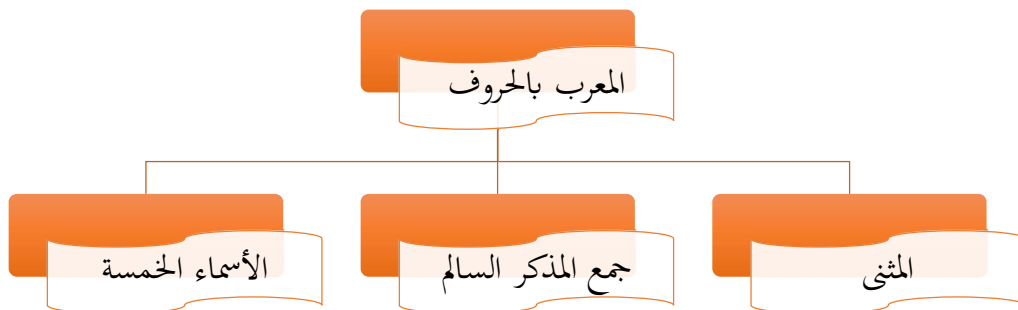 المعرب بالحروف
المثنى
جمع المذكر السالم
الأسماء الخمسة